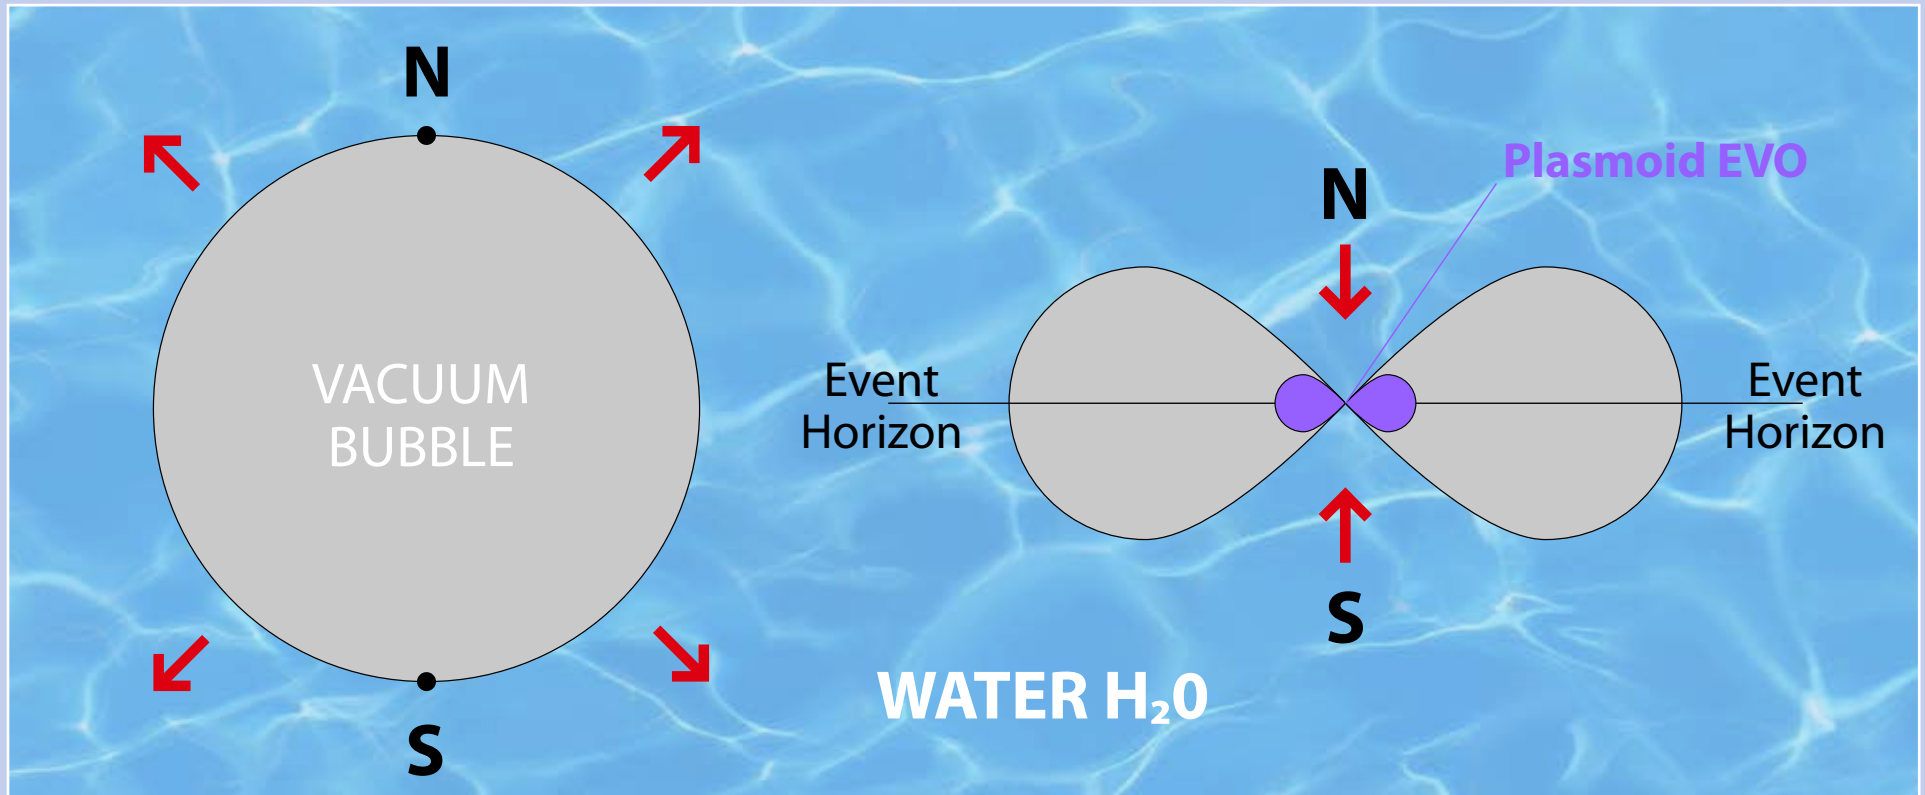 N
VACUUM
BUBBLE
S
Plasmoid EVO
N
Event
Horizon
Event
Horizon
S
WATER H₂0